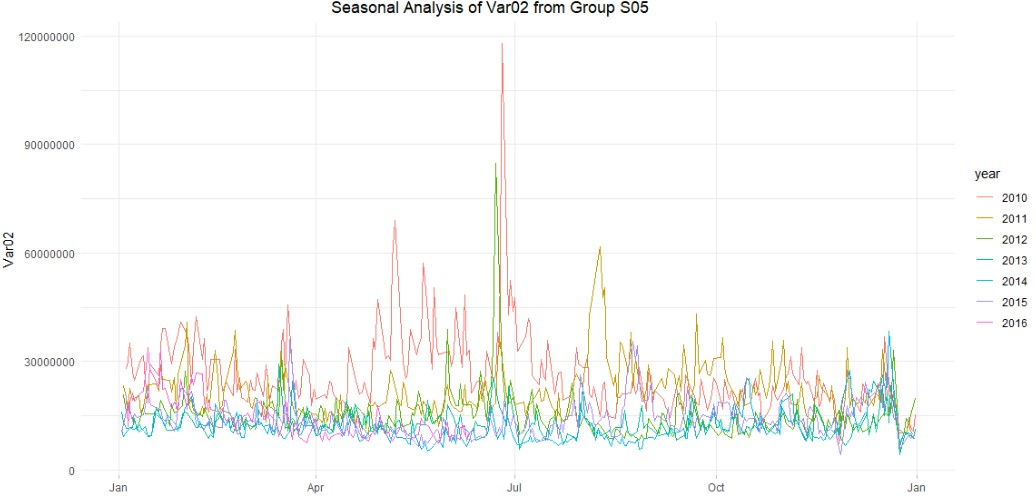 Seasonal Analysis of Var02 from Group S05
120000000
90000000
60000000
30000000
0
Var02
Jan
Apr
Jul
Oct
Jan
year
2010
2011
2012
2013
2014
2015
2016